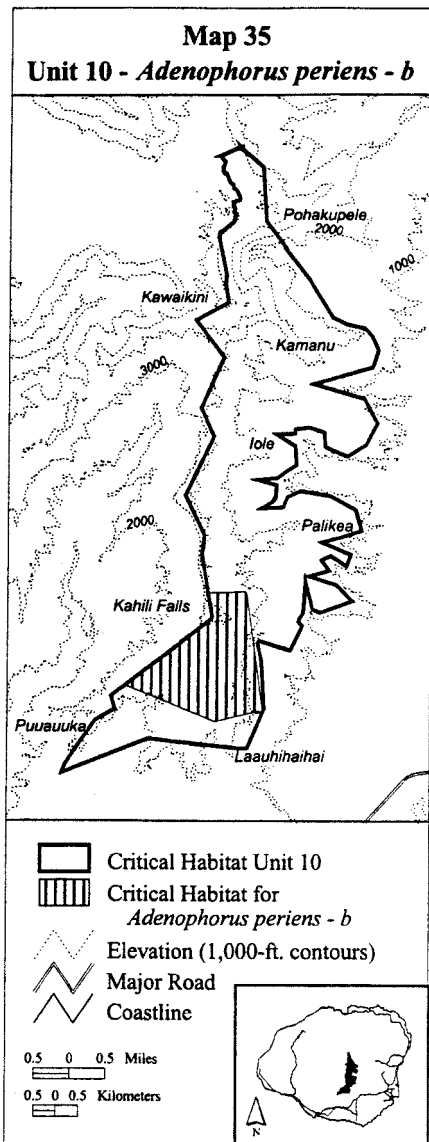 Map 35
Unit 10 - Adenophorus periens - b
Pohakupele
2000
1000
Kawaikini
Kamanu
3000
Iole
2000
Palikea
Kahili Falls
Puuauuka
Laauhihaihai
Critical Habitat Unit 10
Critical Habitat for
Adenophorus periens - b
Elevation (1,000-ft. contours)
Major Road
Coastline
0.5 0 0.5 Miles
0.5 0 0.5 Kilometers
N